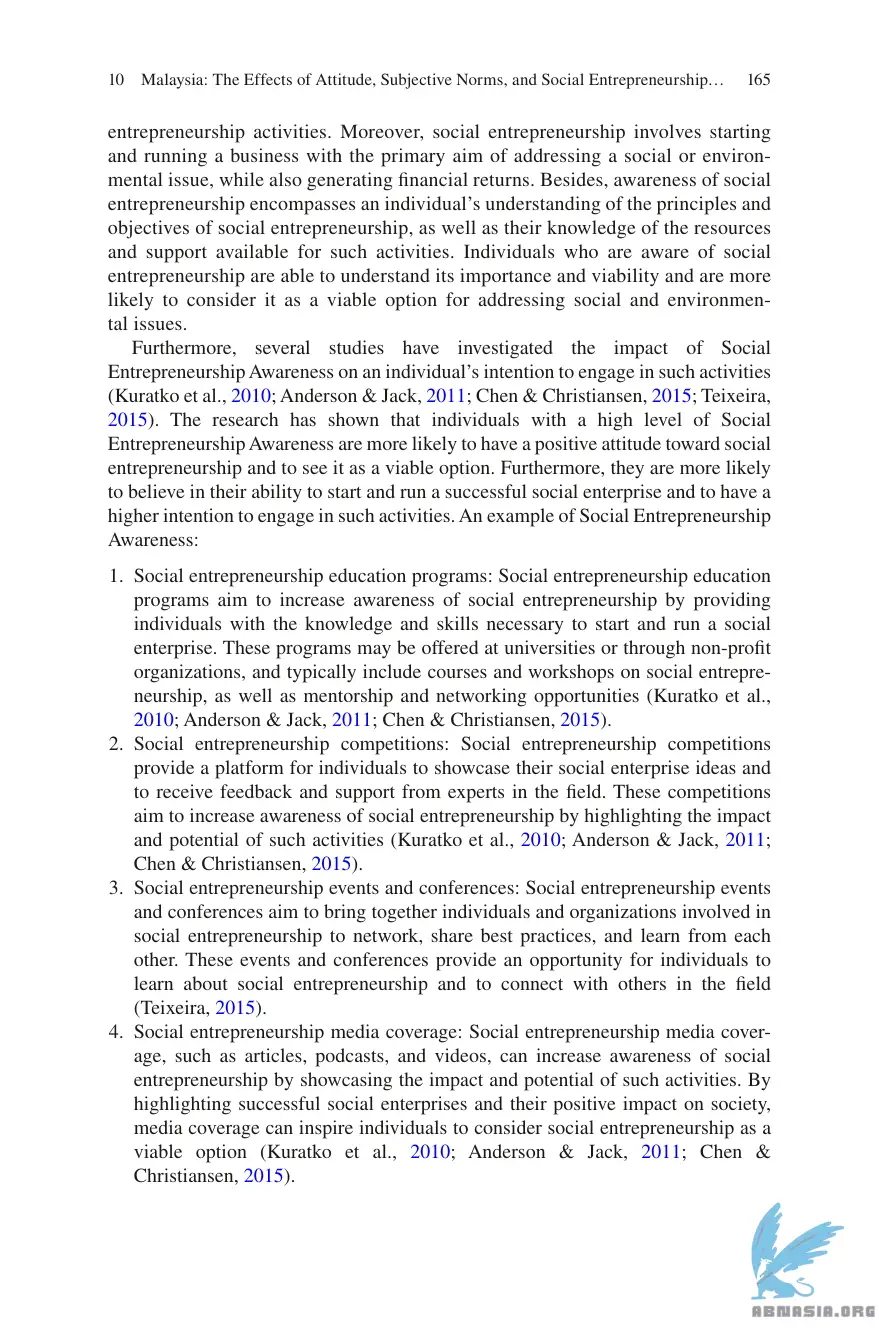 10 Malaysia: The Effects of Attitude, Subjective Norms, and Social Entrepreneurship… 165
entrepreneurship activities. Moreover, social entrepreneurship involves starting
and running a business with the primary aim of addressing a social or environ-
mental issue, while also generating financial returns. Besides, awareness of social
entrepreneurship encompasses an individual’s understanding of the principles and
objectives of social entrepreneurship, as well as their knowledge of the resources
and support available for such activities. Individuals who are aware of social
entrepreneurship are able to understand its importance and viability and are more
likely to consider it as a viable option for addressing social and environmen-
tal issues.
Furthermore, several studies have investigated the impact of Social
Entrepreneurship Awareness on an individual’s intention to engage in such activities
(Kuratko et al., 2010; Anderson & Jack, 2011; Chen & Christiansen, 2015; Teixeira,
2015). The research has shown that individuals with a high level of Social
Entrepreneurship Awareness are more likely to have a positive attitude toward social
entrepreneurship and to see it as a viable option. Furthermore, they are more likely
to believe in their ability to start and run a successful social enterprise and to have a
higher intention to engage in such activities. An example of Social Entrepreneurship
Awareness:
1. Social entrepreneurship education programs: Social entrepreneurship education
programs aim to increase awareness of social entrepreneurship by providing
individuals with the knowledge and skills necessary to start and run a social
enterprise. These programs may be offered at universities or through non-profit
organizations, and typically include courses and workshops on social entrepre-
neurship, as well as mentorship and networking opportunities (Kuratko et al.,
2010; Anderson & Jack, 2011; Chen & Christiansen, 2015).
2. Social entrepreneurship competitions: Social entrepreneurship competitions
provide a platform for individuals to showcase their social enterprise ideas and
to receive feedback and support from experts in the field. These competitions
aim to increase awareness of social entrepreneurship by highlighting the impact
and potential of such activities (Kuratko et al., 2010; Anderson & Jack, 2011;
Chen & Christiansen, 2015).
3. Social entrepreneurship events and conferences: Social entrepreneurship events
and conferences aim to bring together individuals and organizations involved in
social entrepreneurship to network, share best practices, and learn from each
other. These events and conferences provide an opportunity for individuals to
learn about social entrepreneurship and to connect with others in the field
(Teixeira, 2015).
4. Social entrepreneurship media coverage: Social entrepreneurship media cover-
age, such as articles, podcasts, and videos, can increase awareness of social
entrepreneurship by showcasing the impact and potential of such activities. By
highlighting successful social enterprises and their positive impact on society,
media coverage can inspire individuals to consider social entrepreneurship as a
viable option (Kuratko et al., 2010; Anderson & Jack, 2011; Chen &
Christiansen, 2015).
ABNASIA.ORG